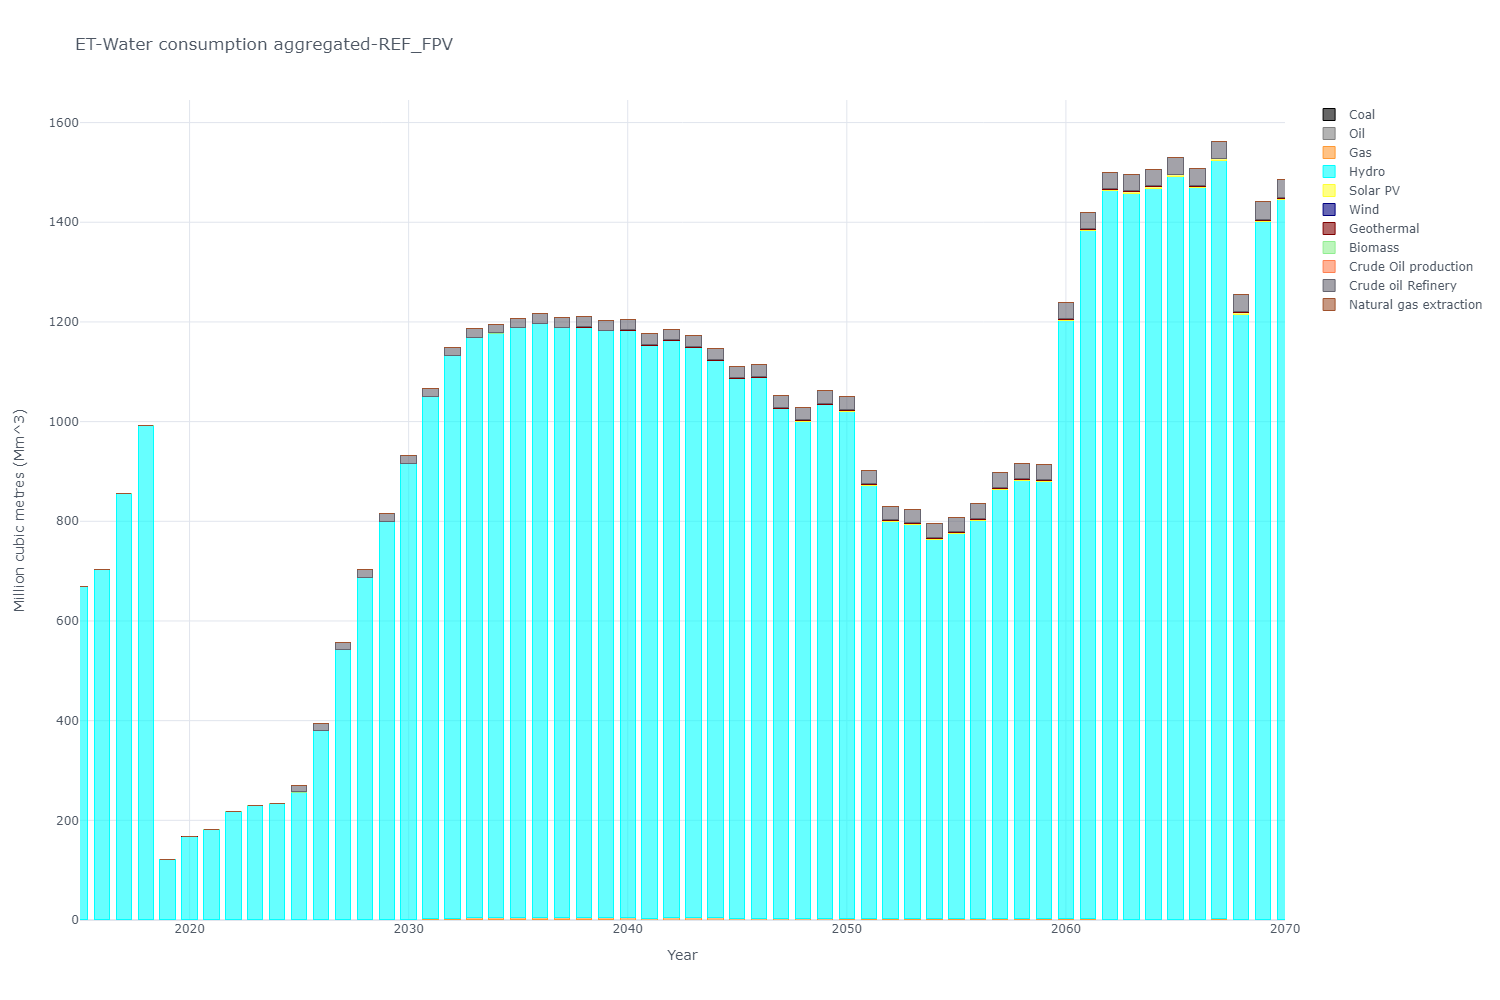 ET-Water consumption aggregated-REF_FPV
Million cubic metres (Mm^3)
1600
1400
1200
1000
800
600
400
200
0
2020 2030 2040 2050 2060 2070
Year
Coal
Oil
Gas
Hydro
Solar PV
Wind
Geothermal
Biomass
Crude Oil production
Crude oil Refinery
Natural gas extraction